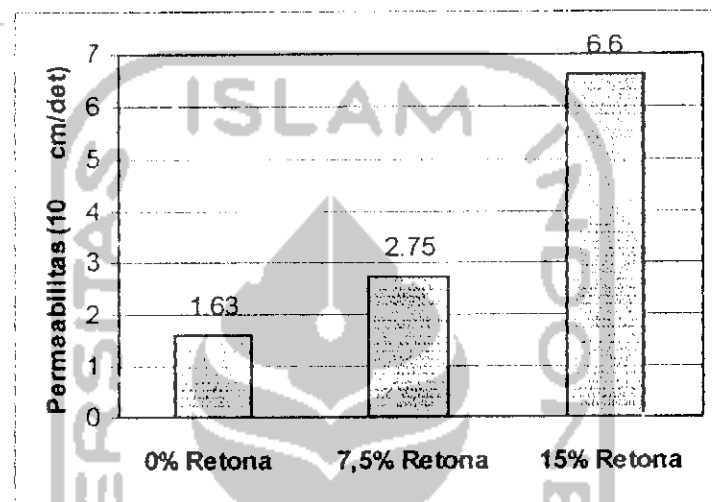 Permeabilitas (10 cm/det)
7
6
5
4
3
2
1
0
1.63
2.75
6.6
0% Retona
7,5% Retona
15% Retona
ISLAM